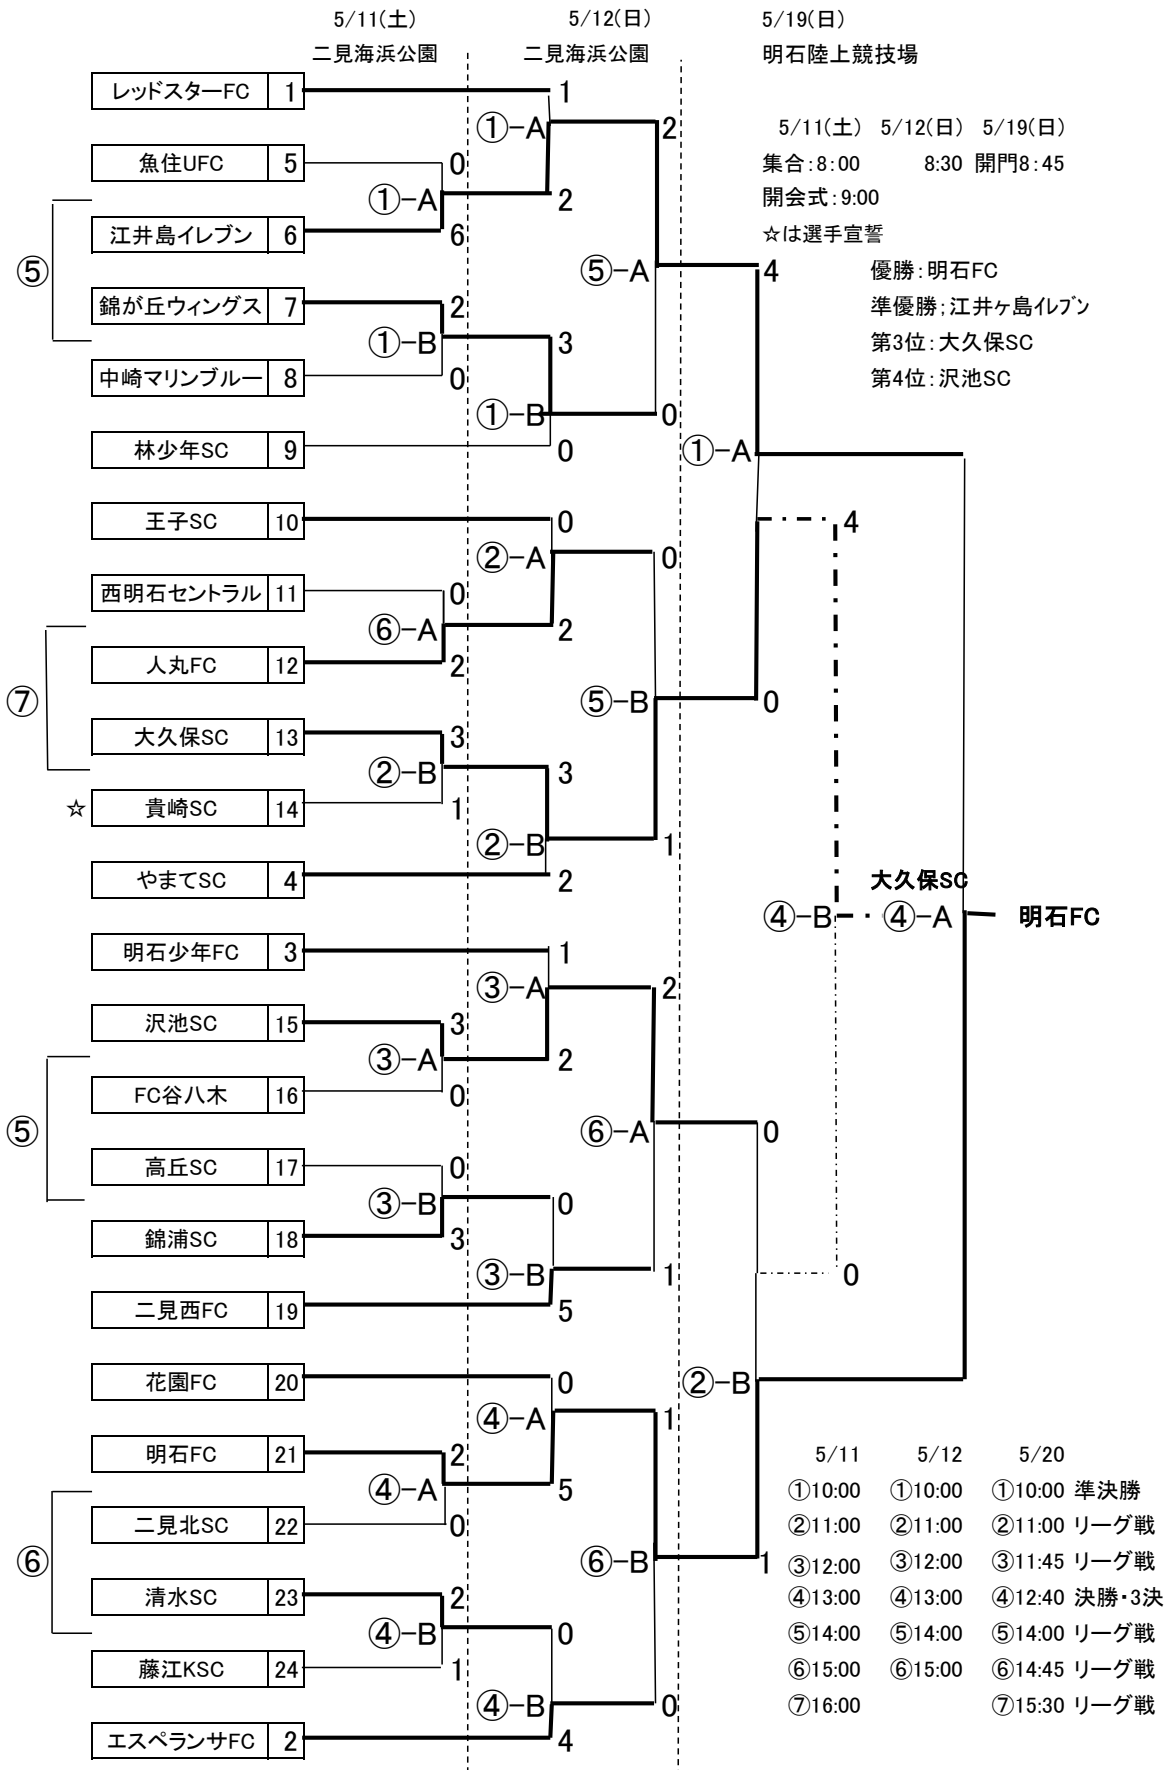 5/11(土) 5/12(日) 5/19(日)
二見海浜公園 二見海浜公園 明石陸上競技場
5/11(土) 5/12(日) 5/19(日)
集合:8:00 8:30 開門8:45
開会式:9:00
☆は選手宣誓
優勝:明石FC
準優勝;江井ヶ島イレブン
第3位:大久保SC
第4位:沢池SC
レッドスターFC 1 1
①-A 2
魚住UFC 5 0
①-A 2
江井島イレブン 6 6
⑤ ⑤-A 4
錦が丘ウィングス 7 2
①-B 3
中崎マリンブルー 8 0
①-B 0
林少年SC 9 0
①-A
王子SC 10 0 4
②-A 0
西明石セントラル 11 0
⑥-A 2
人丸FC 12 2
⑦ ⑤-B 0
大久保SC 13 3
②-B 3
☆ 貴崎SC 14 1
②-B 1
やまてSC 4 2
大久保SC
④-B ④-A 明石FC
明石少年FC 3 1
③-A 2
沢池SC 15 3
③-A 2
FC谷八木 16 0
⑤ ⑥-A 0
高丘SC 17 0
③-B 0
錦浦SC 18 3
③-B 1 0
二見西FC 19 5
花園FC 20 0
②-B
④-A 1
明石FC 21 2
④-A 5
二見北SC 22 0
⑥ ⑥-B 1
清水SC 23 2
④-B 0
藤江KSC 24 1
④-B 0
エスペランサFC 2 4
5/11 5/12 5/20
①10:00 ①10:00 ①10:00 準決勝
②11:00 ②11:00 ②11:00 リーグ戦
③12:00 ③12:00 ③11:45 リーグ戦
④13:00 ④13:00 ④12:40 決勝・3決
⑤14:00 ⑤14:00 ⑤14:00 リーグ戦
⑥15:00 ⑥15:00 ⑥14:45 リーグ戦
⑦16:00 ⑦15:30 リーグ戦